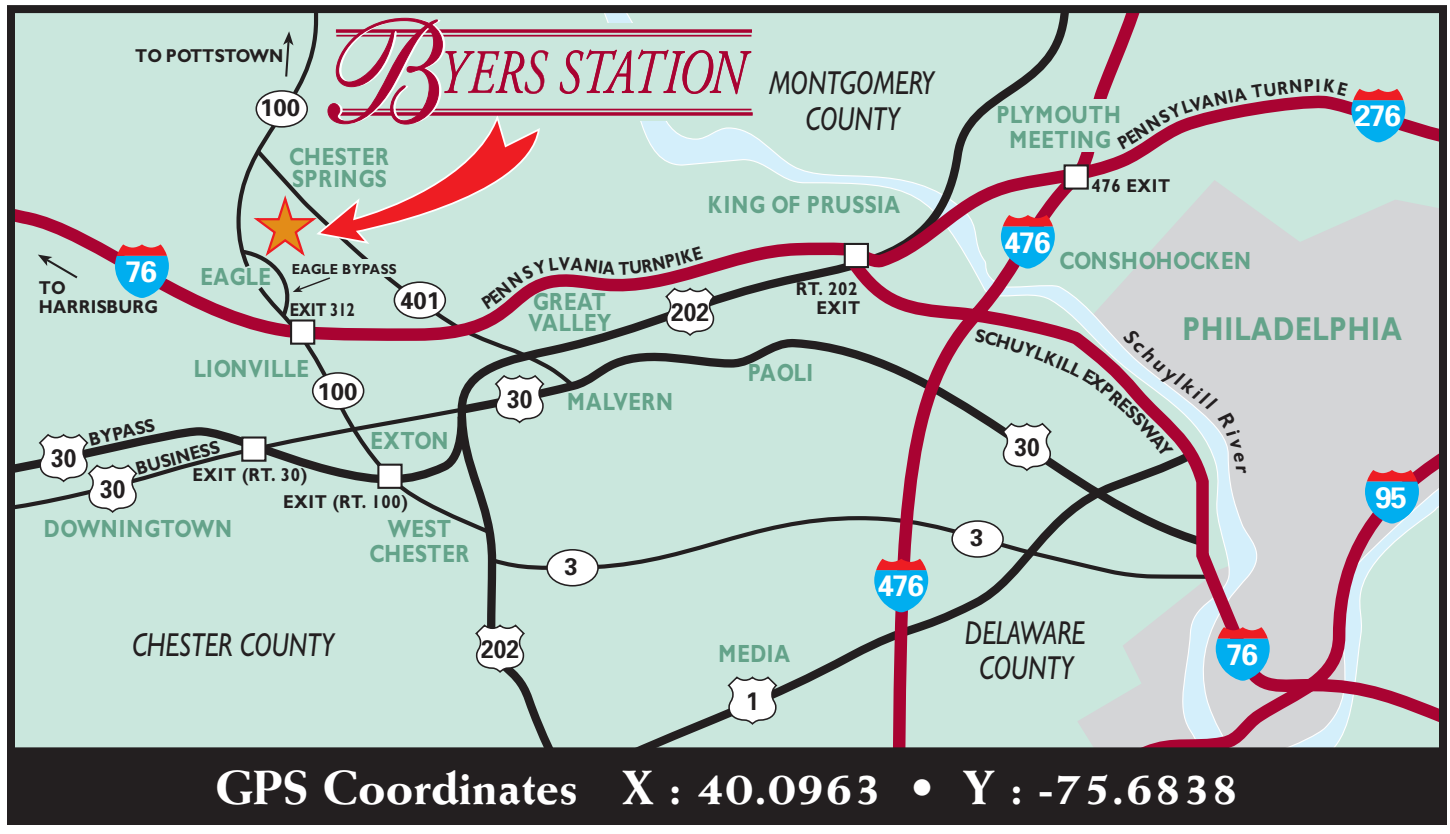 TO POTTSTOWN
BYERS STATION
MONTGOMERY
COUNTY
PLYMOUTH
MEETING
PENNSYLVANIA TURNPIKE
276
100
CHESTER
SPRINGS
476 EXIT
KING OF PRUSSIA
476
CONSHOHOCKEN
76
TO
HARRISBURG
EAGLE
EAGLE BYPASS
EXIT 312
401
PENNSYLVANIA TURNPIKE
GREAT
VALLEY
202
RT. 202
EXIT
PHILADELPHIA
SCHUYLKILL EXPRESSWAY
Schuylkill River
LIONVILLE
100
30
MALVERN
PAOLI
30
BYPASS
30
BUSINESS
30
EXIT (RT. 30)
EXTON
EXIT (RT. 100)
30
95
DOWNINGTOWN
WEST
CHESTER
3
3
476
CHESTER COUNTY
202
MEDIA
1
DELAWARE
COUNTY
76
GPS Coordinates X : 40.0963 • Y : -75.6838